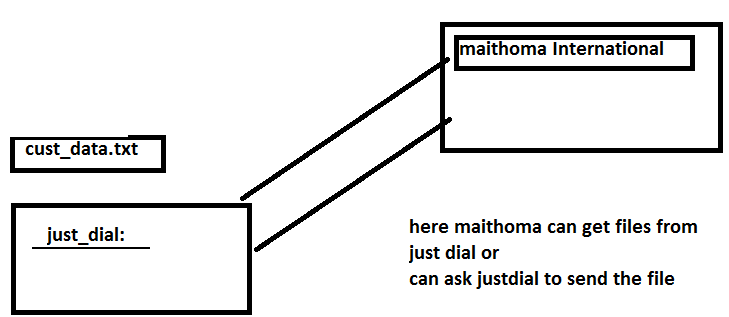 maithoma International
cust_data.txt
just_dial:
here maithoma can get files from
just dial or
can ask justdial to send the file